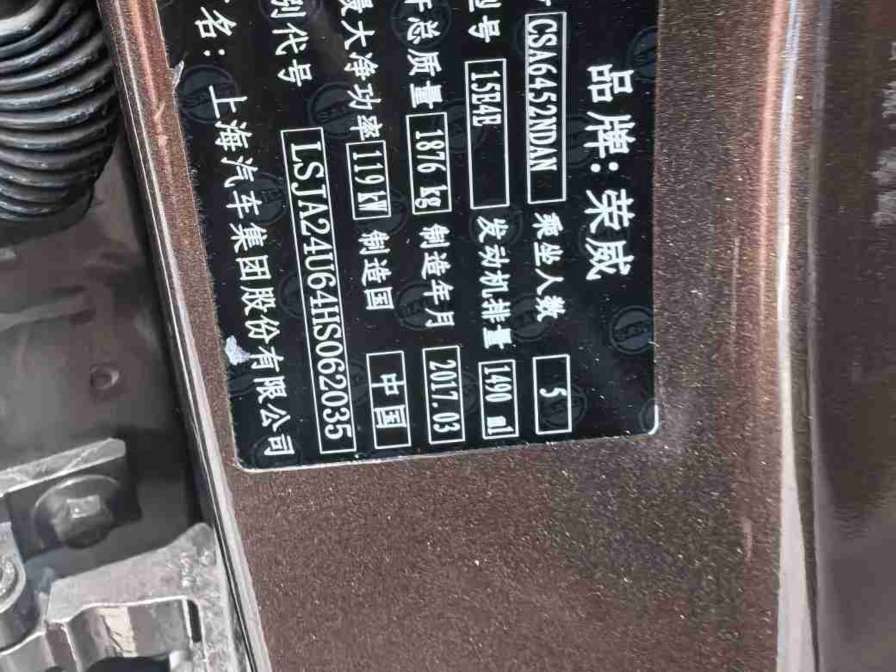 品牌: 荣威
CSA6452NDAN 乘坐人数 5
型号 15E4E 发动机排量 1490 ml
总质量 1876 kg 制造年月 2017.03
最大净功率 119 kW 制造国 中国
别代号 LSJA24U64HS062035
名: 上海汽车集团股份有限公司